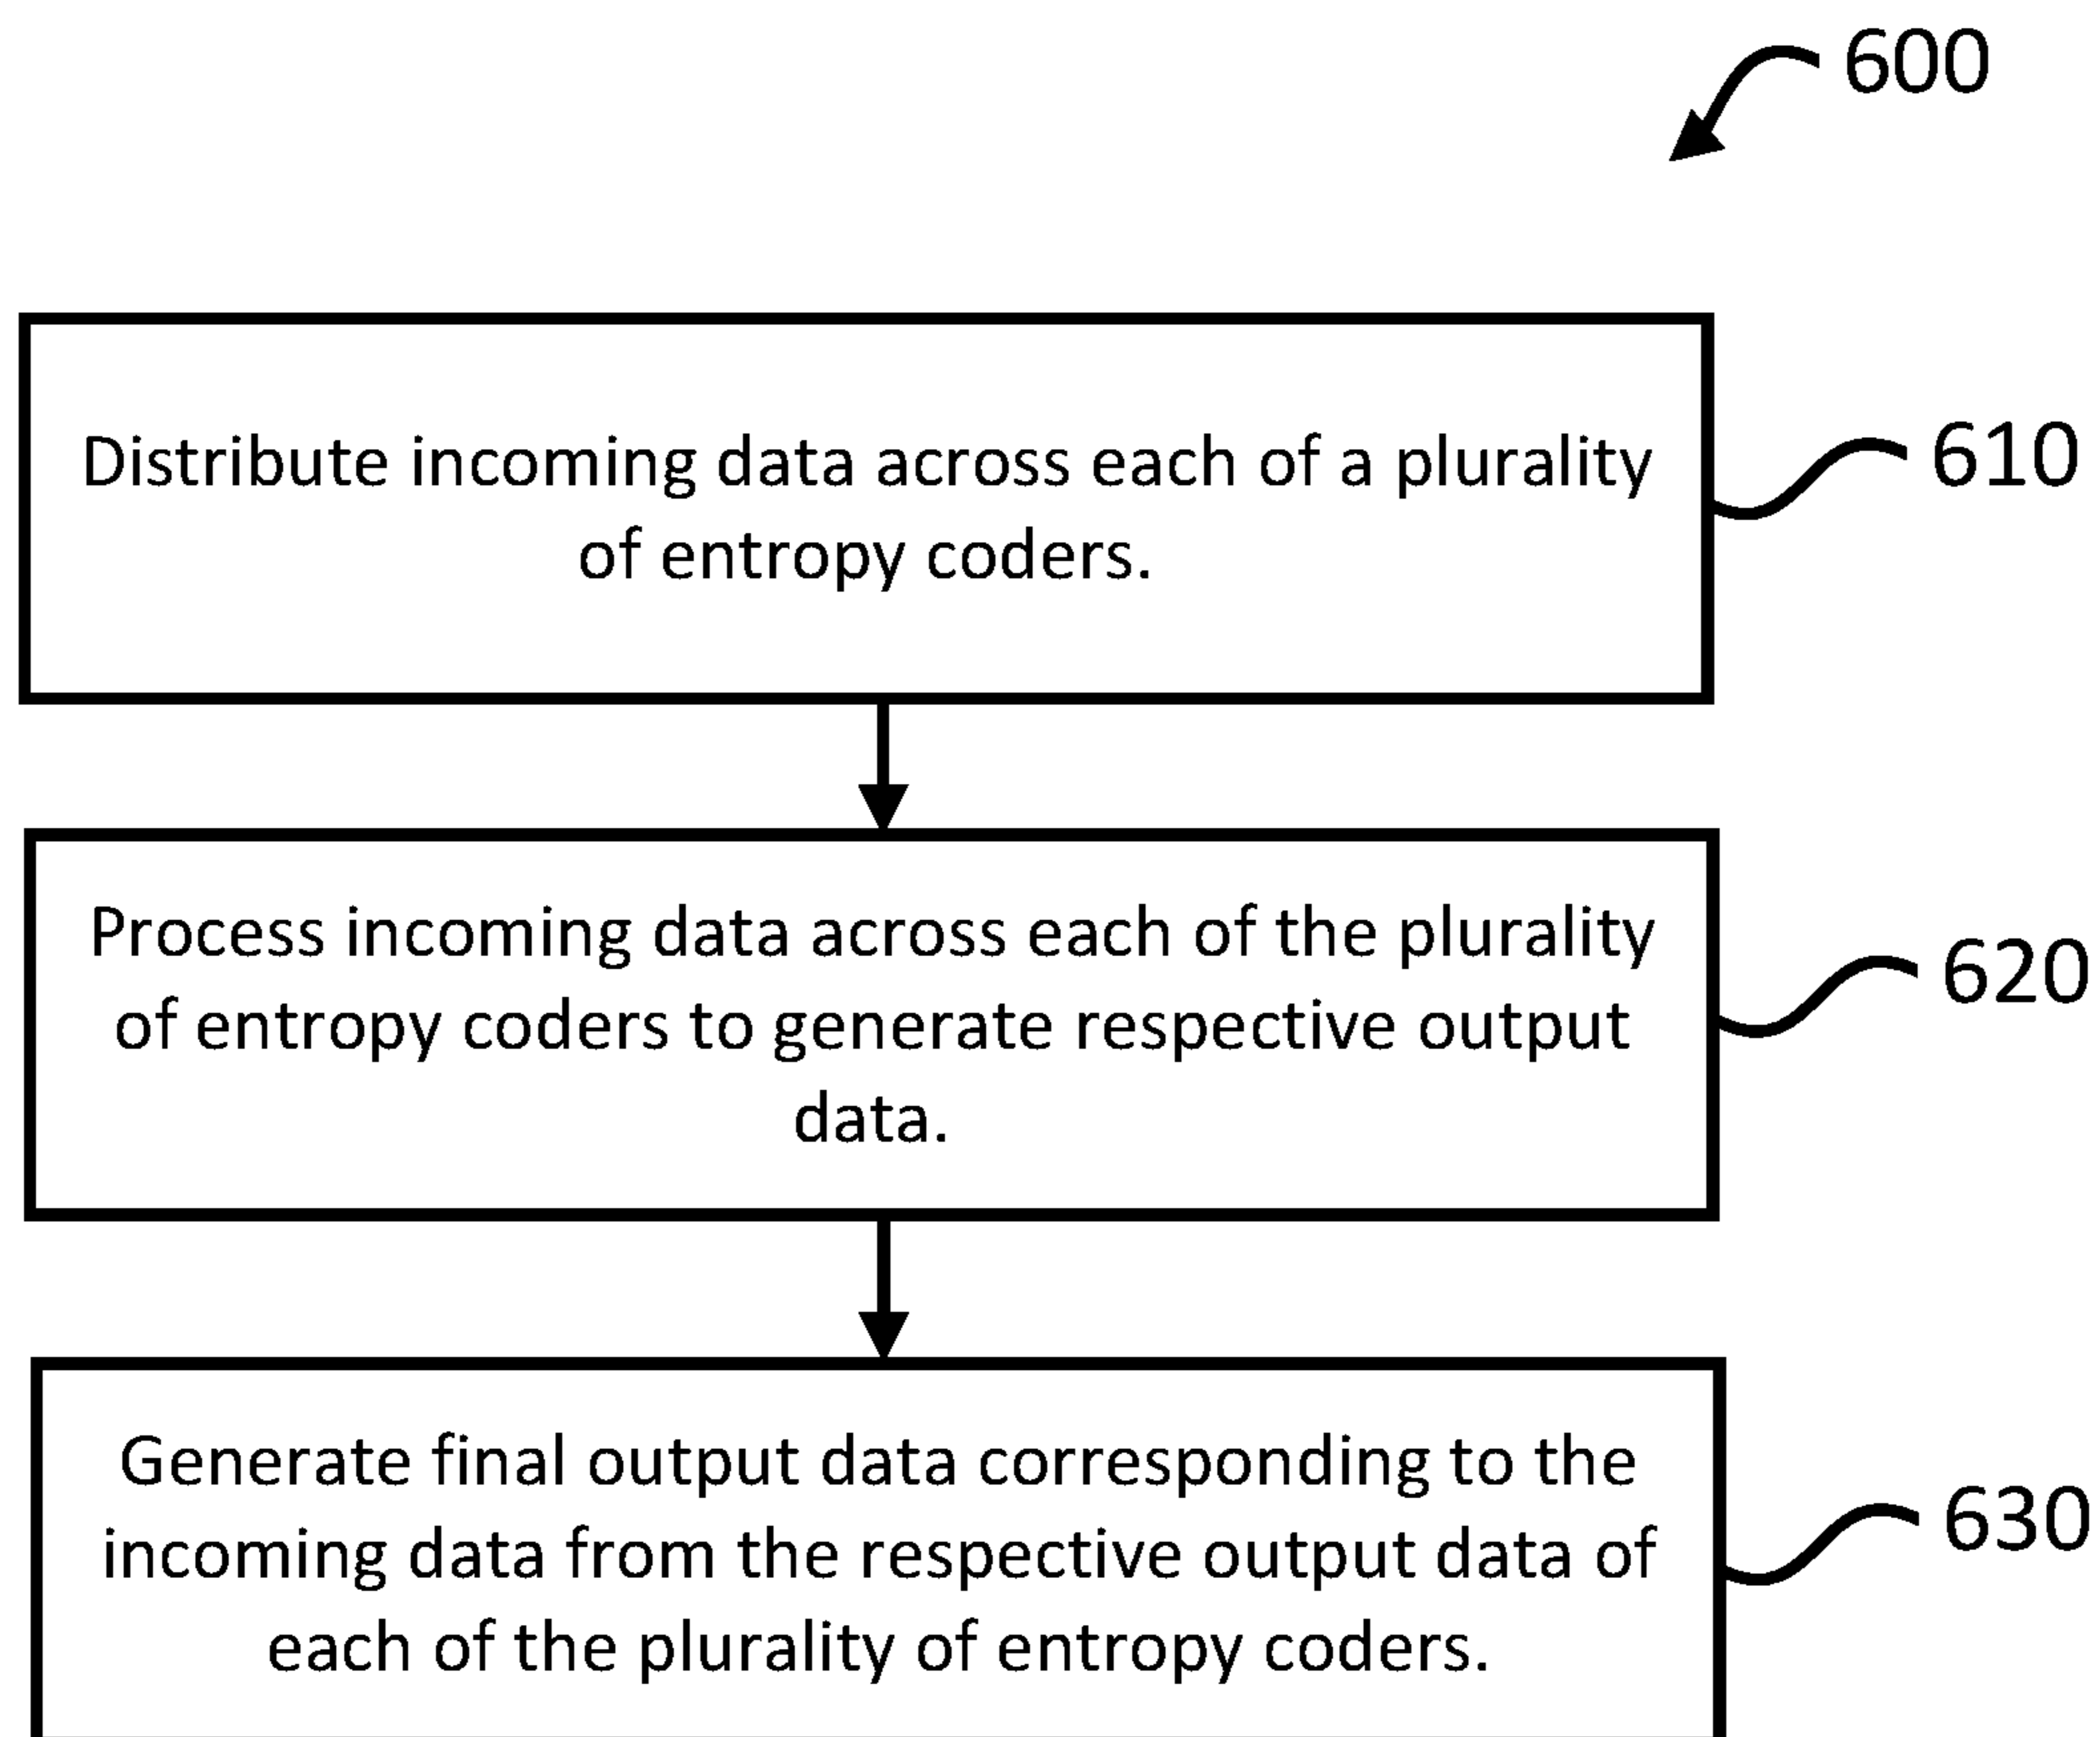 600
Distribute incoming data across each of a plurality
of entropy coders.
610
Process incoming data across each of the plurality
of entropy coders to generate respective output
data.
620
Generate final output data corresponding to the
incoming data from the respective output data of
each of the plurality of entropy coders.
630